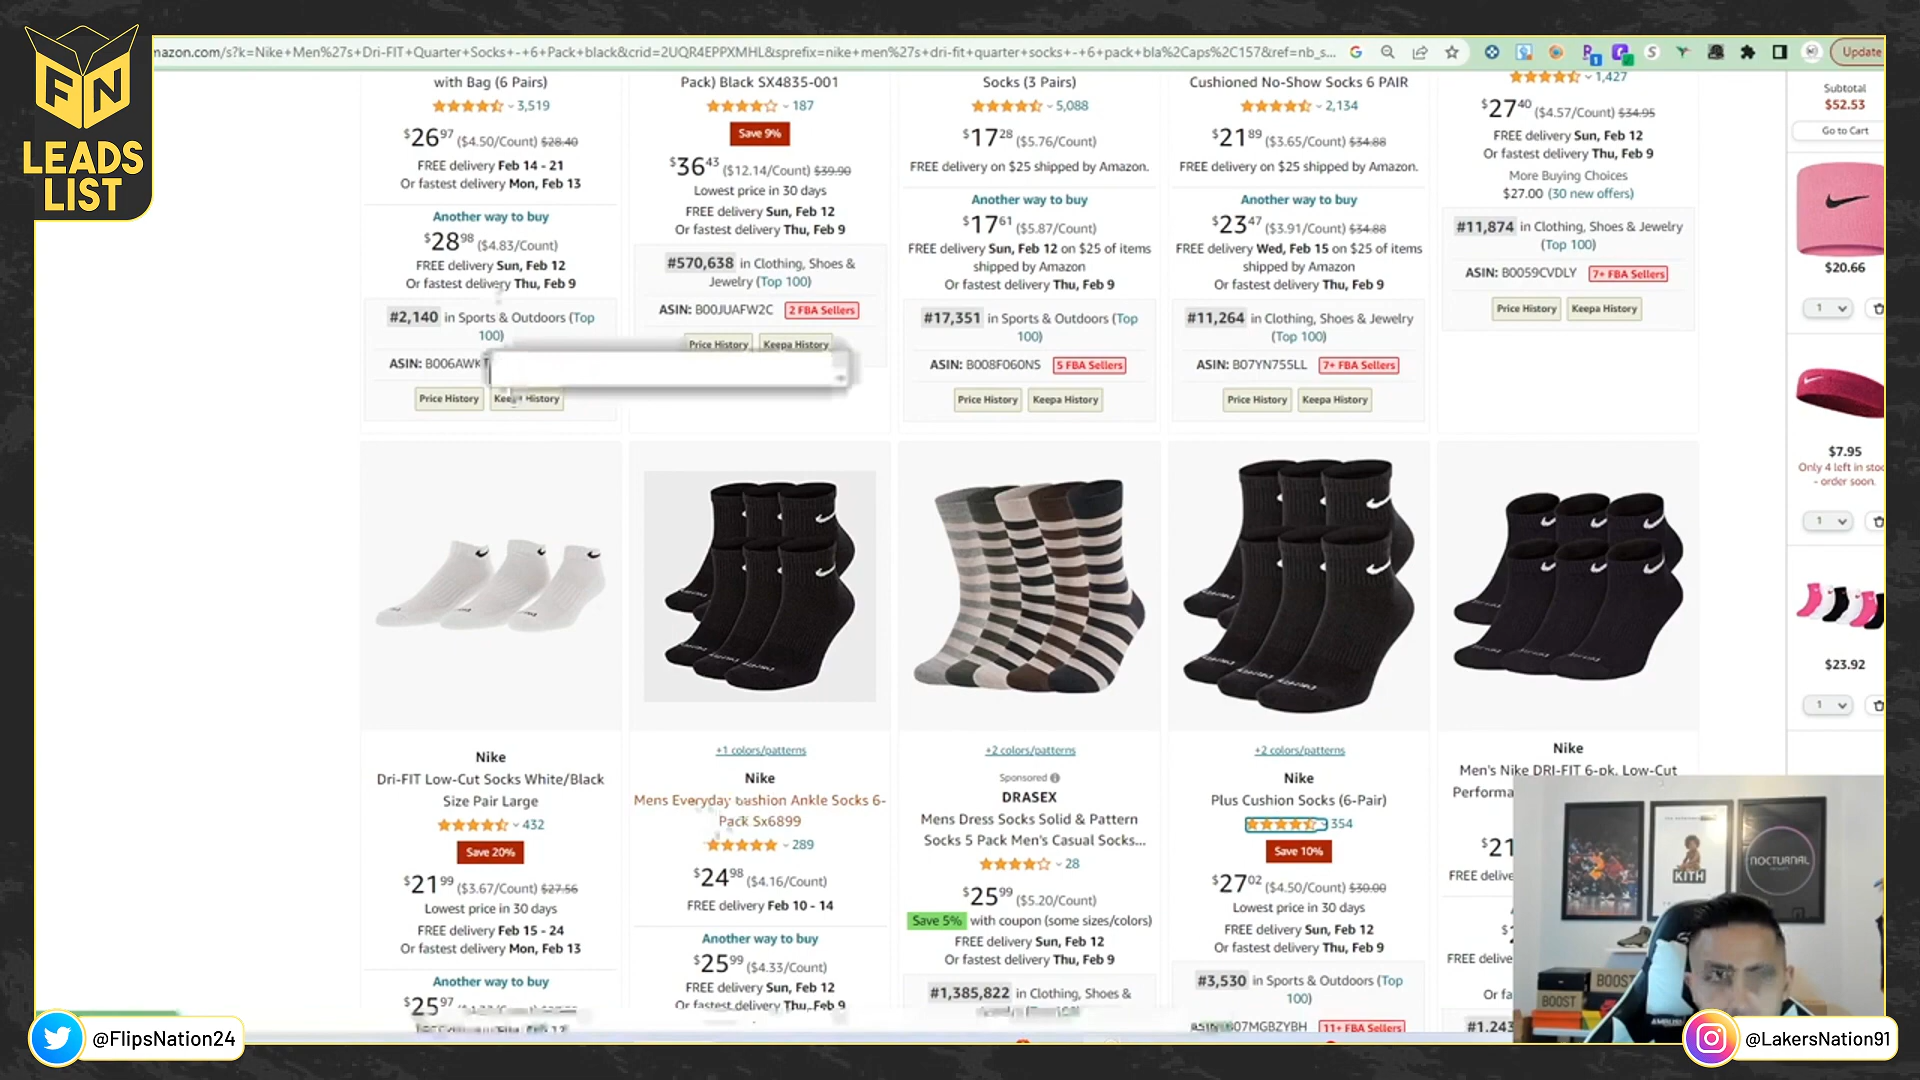 FN
LEADS
LIST
mazon.com/s?k=Nike+Men%27s+Dri-FIT+Quarter+Socks+-+6+Pack+black&crid=2UQR4EPPXMHL&sprefix=nike+men%27s+dri-fit+quarter+socks+-+6+pack+bla%2Caps%2C157&ref=nb_s...
Update
with Bag (6 Pairs)
3,519
$26.97 ($4.50/Count) $28.40
FREE delivery Feb 14 - 21
Or fastest delivery Mon, Feb 13
Another way to buy
$28.98 ($4.83/Count)
FREE delivery Sun, Feb 12
Or fastest delivery Thu, Feb 9
#2,140 in Sports & Outdoors (Top
100)
ASIN: B006AWK
Price History
Keepa History
Pack) Black SX4835-001
187
Save 9%
$36.43 ($12.14/Count) $39.90
Lowest price in 30 days
FREE delivery Sun, Feb 12
Or fastest delivery Thu, Feb 9
#570,638 in Clothing, Shoes &
Jewelry (Top 100)
ASIN: B00JUAFW2C 2 FBA Sellers
Price History
Keepa History
Socks (3 Pairs)
5,088
$17.28 ($5.76/Count)
FREE delivery on $25 shipped by Amazon.
Another way to buy
$17.61 ($5.87/Count)
FREE delivery Sun, Feb 12 on $25 of items
shipped by Amazon
Or fastest delivery Thu, Feb 9
#17,351 in Sports & Outdoors (Top
100)
ASIN: B008F060NS 5 FBA Sellers
Price History
Keepa History
Cushioned No-Show Socks 6 PAIR
2,134
$21.89 ($3.65/Count) $34.88
FREE delivery on $25 shipped by Amazon.
Another way to buy
$23.47 ($3.91/Count) $34.88
FREE delivery Wed, Feb 15 on $25 of items
shipped by Amazon
Or fastest delivery Thu, Feb 9
#11,264 in Clothing, Shoes & Jewelry
(Top 100)
ASIN: B07YN755LL 7+ FBA Sellers
Price History
Keepa History
1,427
$27.40 ($4.57/Count) $34.95
FREE delivery Sun, Feb 12
Or fastest delivery Thu, Feb 9
More Buying Choices
$27.00 (30 new offers)
#11,874 in Clothing, Shoes & Jewelry
(Top 100)
ASIN: B0059CVDLY 7+ FBA Sellers
Price History
Keepa History
Subtotal
$52.53
Go to Cart
$20.66
1
$7.95
Only 4 left in stoc
- order soon.
1
$23.92
1
Nike
Dri-FIT Low-Cut Socks White/Black
Size Pair Large
432
Save 20%
$21.99 ($3.67/Count) $27.56
Lowest price in 30 days
FREE delivery Feb 15 - 24
Or fastest delivery Mon, Feb 13
Another way to buy
$25.97
+1 colors/patterns
Nike
Mens Everyday Cushion Ankle Socks 6-
Pack Sx6899
289
$24.98 ($4.16/Count)
FREE delivery Feb 10 - 14
Another way to buy
$25.99 ($4.33/Count)
FREE delivery Sun, Feb 12
Or fastest delivery Thu, Feb 9
+2 colors/patterns
Sponsored
DRASEX
Mens Dress Socks Solid & Pattern
Socks 5 Pack Men's Casual Socks...
28
$25.99 ($5.20/Count)
Save 5% with coupon (some sizes/colors)
FREE delivery Sun, Feb 12
Or fastest delivery Thu, Feb 9
#1,385,822 in Clothing, Shoes &
+2 colors/patterns
Nike
Plus Cushion Socks (6-Pair)
354
Save 10%
$27.02 ($4.50/Count) $30.00
Lowest price in 30 days
FREE delivery Sun, Feb 12
Or fastest delivery Thu, Feb 9
#3,530 in Sports & Outdoors (Top
100)
ASIN: B07MGBZYBH 11+ FBA Sellers
Nike
Men's Nike DRI-FIT 6-pk. Low-Cut
Performa
$21
FREE delive
FREE delive
Or fa
#1,243
KITH
NOCTURNAL
BOOST
BOOST
@FlipsNation24
@LakersNation91